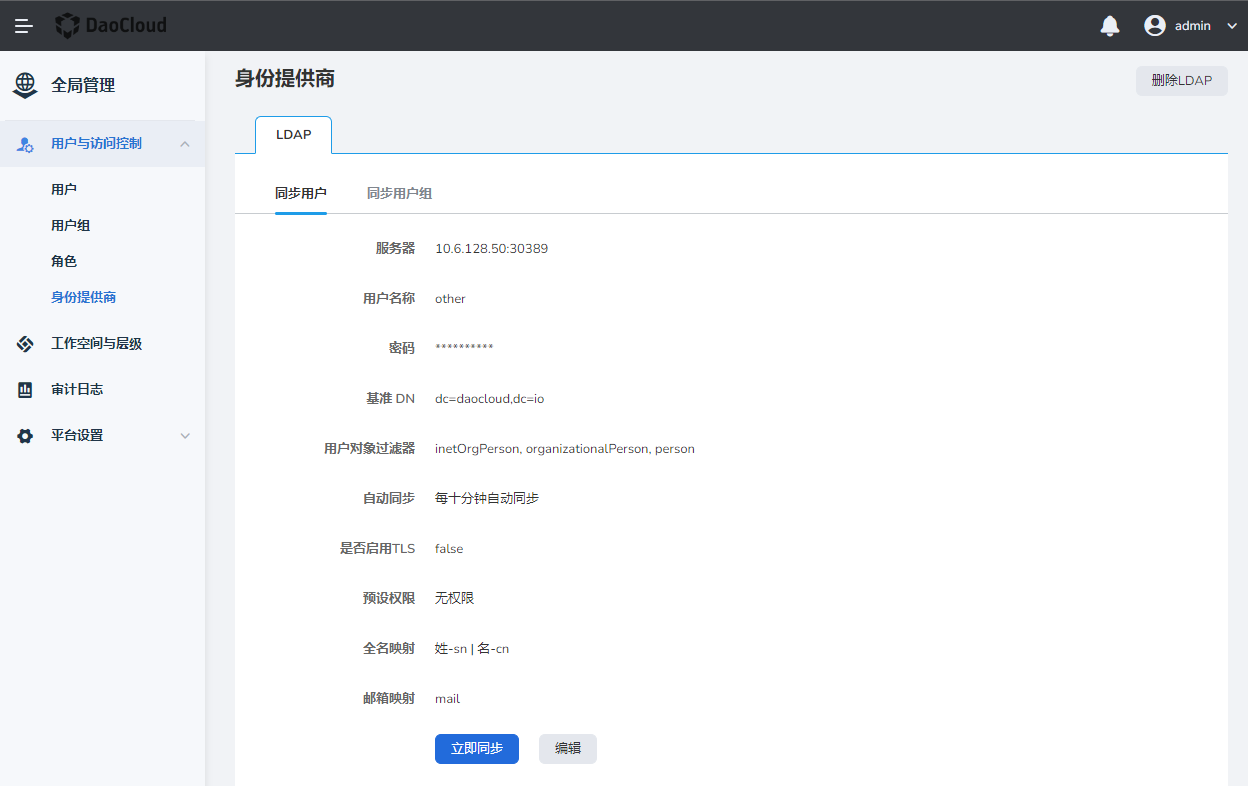 DaoCloud
admin
全局管理
用户与访问控制
用户
用户组
角色
身份提供商
工作空间与层级
审计日志
平台设置
身份提供商
删除LDAP
LDAP
同步用户 同步用户组
服务器 10.6.128.50:30389
用户名称 other
密码 **********
基准 DN dc=daocloud,dc=io
用户对象过滤器 inetOrgPerson, organizationalPerson, person
自动同步 每十分钟自动同步
是否启用TLS false
预设权限 无权限
全名映射 姓-sn | 名-cn
邮箱映射 mail
立即同步 编辑